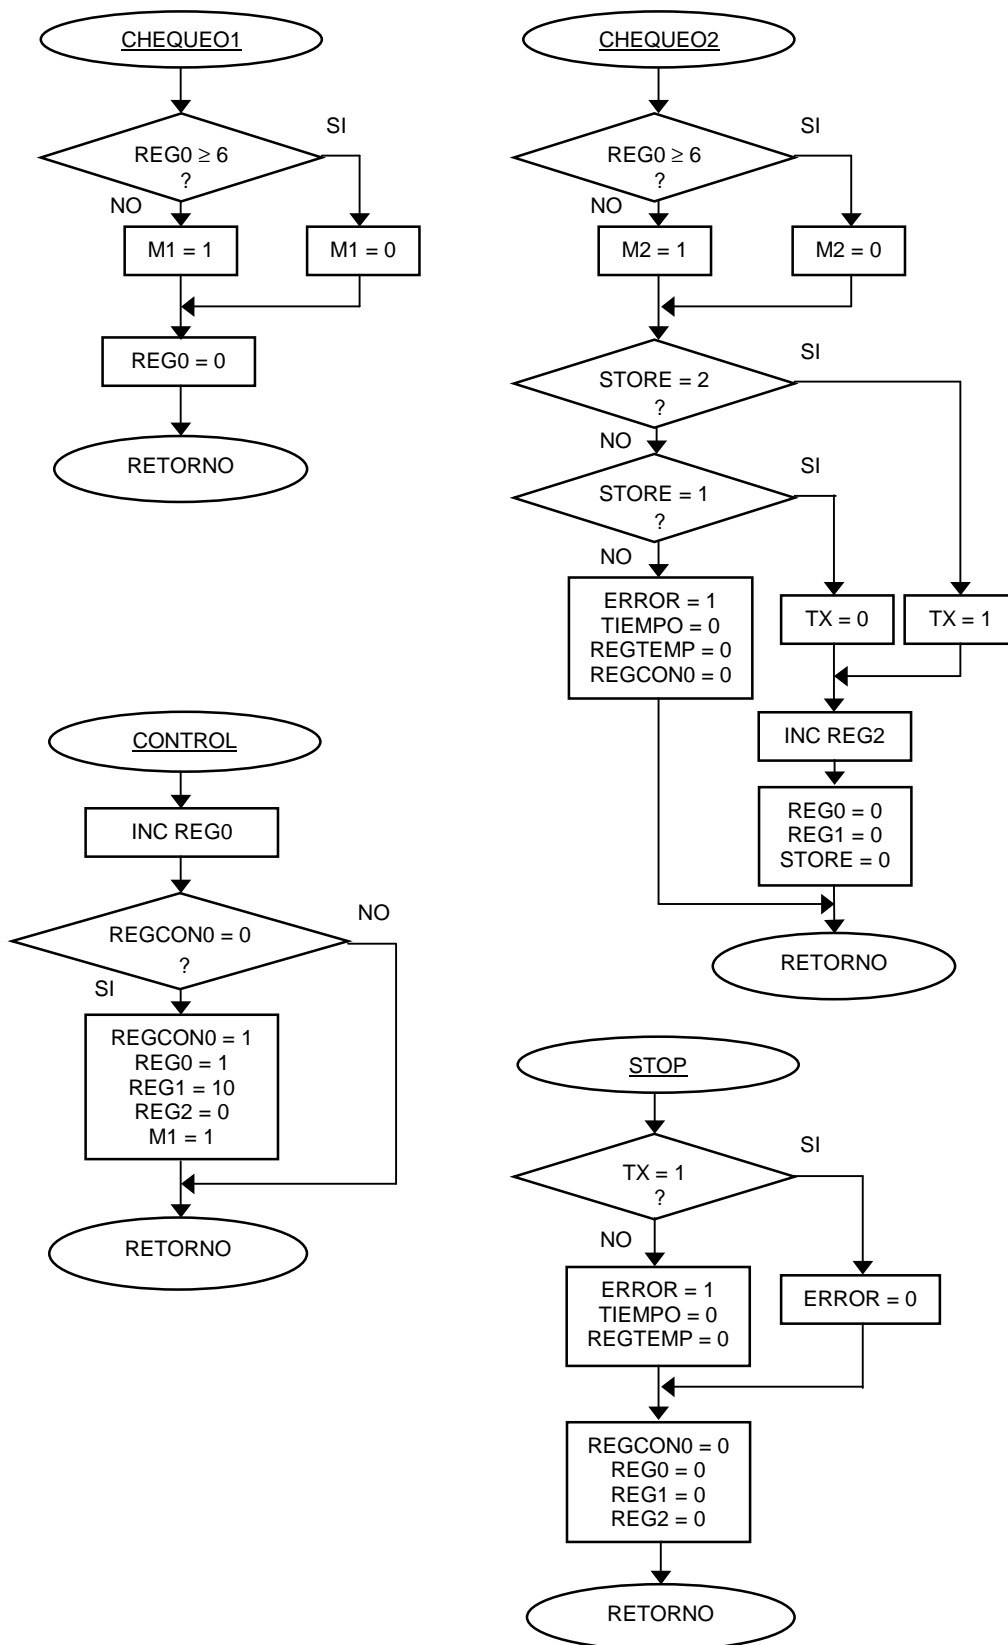 CHEQUEO1
SI
REG0 ≥ 6
?
NO
M1 = 1
M1 = 0
REG0 = 0
RETORNO
CHEQUEO2
SI
REG0 ≥ 6
?
NO
M2 = 1
M2 = 0
SI
STORE = 2
?
NO
SI
STORE = 1
?
NO
ERROR = 1
TIEMPO = 0
REGTEMP = 0
REGCON0 = 0
TX = 0
TX = 1
INC REG2
REG0 = 0
REG1 = 0
STORE = 0
RETORNO
CONTROL
INC REG0
NO
REGCON0 = 0
?
SI
REGCON0 = 1
REG0 = 1
REG1 = 10
REG2 = 0
M1 = 1
RETORNO
STOP
SI
TX = 1
?
NO
ERROR = 1
TIEMPO = 0
REGTEMP = 0
ERROR = 0
REGCON0 = 0
REG0 = 0
REG1 = 0
REG2 = 0
RETORNO